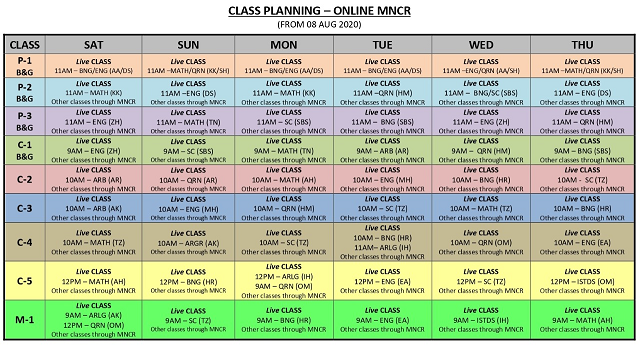 CLASS PLANNING – ONLINE MNCR
(FROM 08 AUG 2020)
CLASS SAT SUN MON TUE WED THU
P-1 B&G
Live CLASS
11AM – BNG/ENG (AA/DS)
Live CLASS
11AM –MATH/QRN (KK/SH)
Live CLASS
11AM – BNG/ENG (AA/DS)
Live CLASS
11AM – BNG/ENG (AA/DS)
Live CLASS
11AM –ENG/QRN (AA/SH)
Live CLASS
11AM –MATH/QRN (KK/SH)
P-2 B&G
Live CLASS
11AM – MATH (KK)
Other classes through MNCR
Live CLASS
11AM –ENG (DS)
Other classes through MNCR
Live CLASS
11AM – MATH (KK)
Other classes through MNCR
Live CLASS
11AM –QRN (HM)
Other classes through MNCR
Live CLASS
11AM – BNG/SC (SBS)
Other classes through MNCR
Live CLASS
11AM – ENG (DS)
Other classes through MNCR
P-3 B&G
Live CLASS
11AM – ENG (ZH)
Other classes through MNCR
Live CLASS
11AM – MATH (TN)
Other classes through MNCR
Live CLASS
11AM – SC (SBS)
Other classes through MNCR
Live CLASS
11AM – BNG (SBS)
Other classes through MNCR
Live CLASS
11AM – ENG (ZH)
Other classes through MNCR
Live CLASS
11AM – QRN (HM)
Other classes through MNCR
C-1 B&G
Live CLASS
9AM – ENG (ZH)
Other classes through MNCR
Live CLASS
9AM – SC (SBS)
Other classes through MNCR
Live CLASS
9AM – MATH (TN)
Other classes through MNCR
Live CLASS
9AM – ARB (AR)
Other classes through MNCR
Live CLASS
9AM – QRN (HM)
Other classes through MNCR
Live CLASS
9AM – BNG (SBS)
Other classes through MNCR
C-2
Live CLASS
10AM – ARB (AR)
Other classes through MNCR
Live CLASS
10AM – QRN (AR)
Other classes through MNCR
Live CLASS
10AM – MATH (AH)
Other classes through MNCR
Live CLASS
10AM – ENG (MH)
Other classes through MNCR
Live CLASS
10AM – BNG (HR)
Other classes through MNCR
Live CLASS
10AM - SC (TZ)
Other classes through MNCR
C-3
Live CLASS
10AM – ARB (AK)
Other classes through MNCR
Live CLASS
10AM – ENG (MH)
Other classes through MNCR
Live CLASS
10AM – QRN (HM)
Other classes through MNCR
Live CLASS
10AM – SC (TZ)
Other classes through MNCR
Live CLASS
10AM – MATH (TZ)
Other classes through MNCR
Live CLASS
10AM – BNG (HR)
Other classes through MNCR
C-4
Live CLASS
10AM – MATH (TZ)
Other classes through MNCR
Live CLASS
10AM – ARGR (AK)
Other classes through MNCR
Live CLASS
10AM – SC (TZ)
Other classes through MNCR
Live CLASS
10AM – BNG (HR)
11AM– ARLG (IH)
Other classes through MNCR
Live CLASS
10AM – QRN (OM)
Other classes through MNCR
Live CLASS
10AM – ENG (EA)
Other classes through MNCR
C-5
Live CLASS
12PM – MATH (AH)
Other classes through MNCR
Live CLASS
12PM – BNG (HR)
Other classes through MNCR
Live CLASS
12PM – ARLG (IH)
9AM – QRN (OM)
Other classes through MNCR
Live CLASS
12PM – ENG (EA)
Other classes through MNCR
Live CLASS
12PM – SC (TZ)
Other classes through MNCR
Live CLASS
12PM – ISTDS (OM)
Other classes through MNCR
M-1
Live CLASS
9AM – ARLG (AK)
12PM – QRN (OM)
Other classes through MNCR
Live CLASS
9AM – SC (TZ)
Other classes through MNCR
Live CLASS
9AM – BNG (HR)
Other classes through MNCR
Live CLASS
9AM – ENG (EA)
Other classes through MNCR
Live CLASS
9AM – ISTDS (IH)
Other classes through MNCR
Live CLASS
9AM – MATH (AH)
Other classes through MNCR